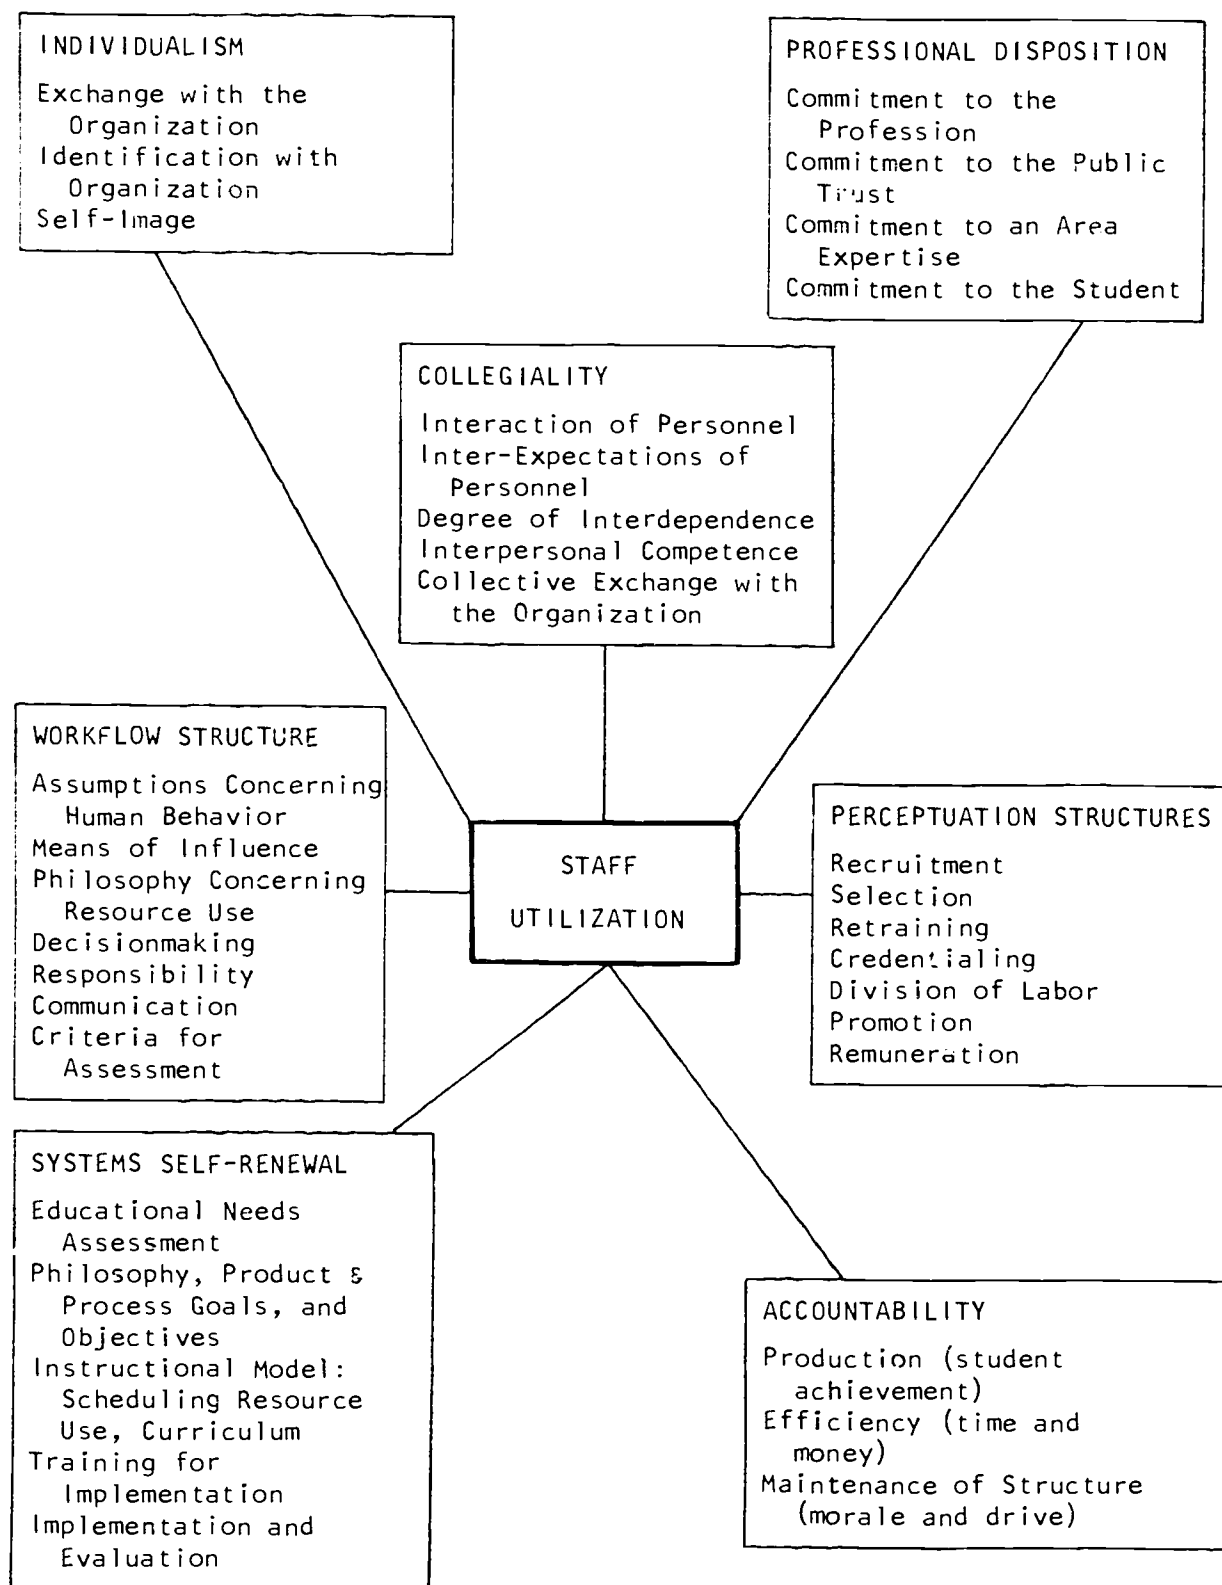 INDIVIDUALISM
Exchange with the
Organization
Identification with
Organization
Self-Image
PROFESSIONAL DISPOSITION
Commitment to the
Profession
Commitment to the Public
Trust
Commitment to an Area
Expertise
Commitment to the Student
COLLEGIALITY
Interaction of Personnel
Inter-Expectations of
Personnel
Degree of Interdependence
Interpersonal Competence
Collective Exchange with
the Organization
WORKFLOW STRUCTURE
Assumptions Concerning
Human Behavior
Means of Influence
Philosophy Concerning
Resource Use
Decisionmaking
Responsibility
Communication
Criteria for
Assessment
STAFF
UTILIZATION
PERCEPTUATION STRUCTURES
Recruitment
Selection
Retraining
Credentialing
Division of Labor
Promotion
Remuneration
SYSTEMS SELF-RENEWAL
Educational Needs
Assessment
Philosophy, Product &
Process Goals, and
Objectives
Instructional Model:
Scheduling Resource
Use, Curriculum
Training for
Implementation
Implementation and
Evaluation
ACCOUNTABILITY
Production (student
achievement)
Efficiency (time and
money)
Maintenance of Structure
(morale and drive)